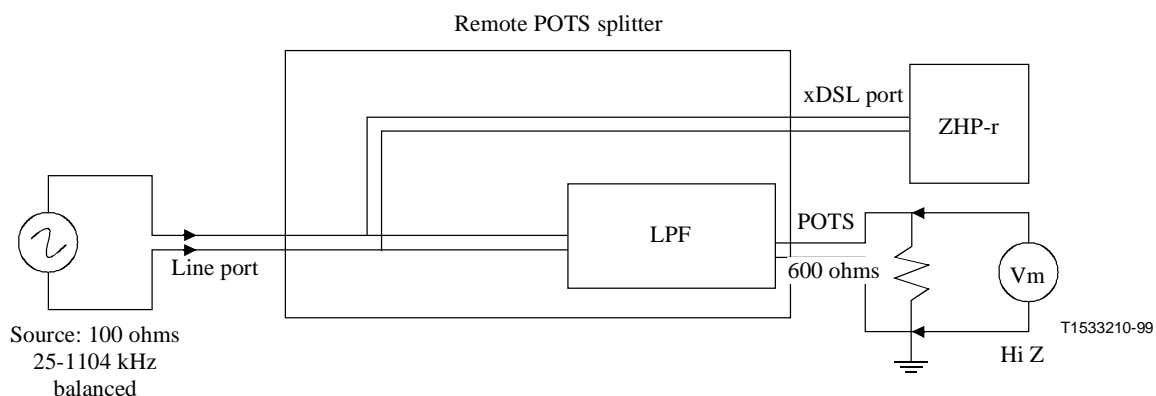 Remote POTS splitter
xDSL port
ZHP-r
LPF
POTS
Line port
600 ohms
Vm
Source: 100 ohms
25-1104 kHz
balanced
Hi Z
T1533210-99